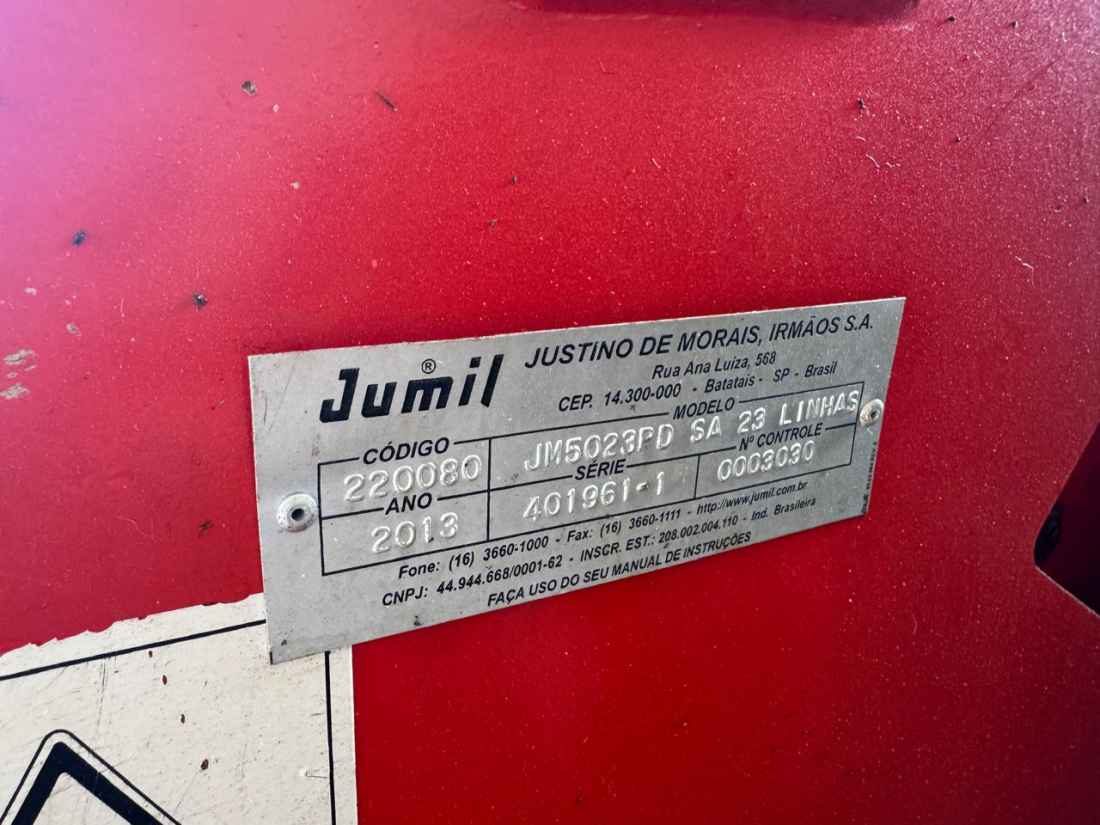 Jumil®
JUSTINO DE MORAIS, IRMÃOS S.A.
Rua Ana Luíza, 568
CEP. 14.300-000 - Batatais - SP - Brasil
CÓDIGO
220080
MODELO
JM5023PD SA 23 LINHAS
ANO
2013
SÉRIE
401961-1
Nº CONTROLE
0003030
Fone: (16) 3660-1000 - Fax: (16) 3660-1111 - http://www.jumil.com.br
CNPJ: 44.944.668/0001-62 - INSCR. EST.: 208.002.004.110 - Ind. Brasileira
FAÇA USO DO SEU MANUAL DE INSTRUÇÕES